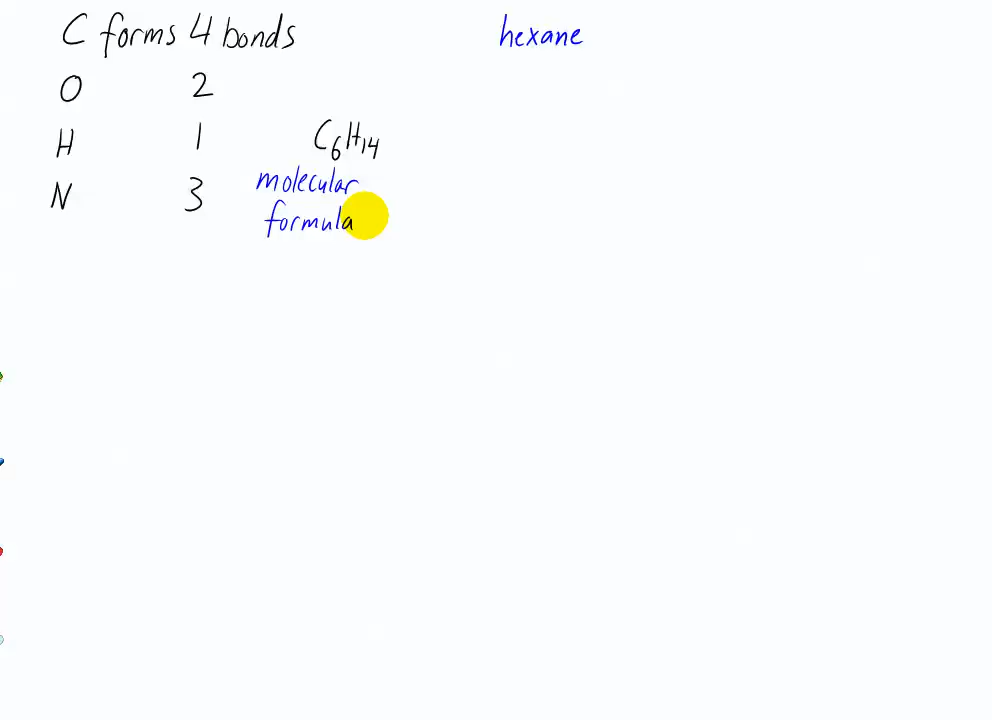 C forms 4 bonds
hexane
O 2
H 1
C₆H₁₄
N 3
molecular
formula